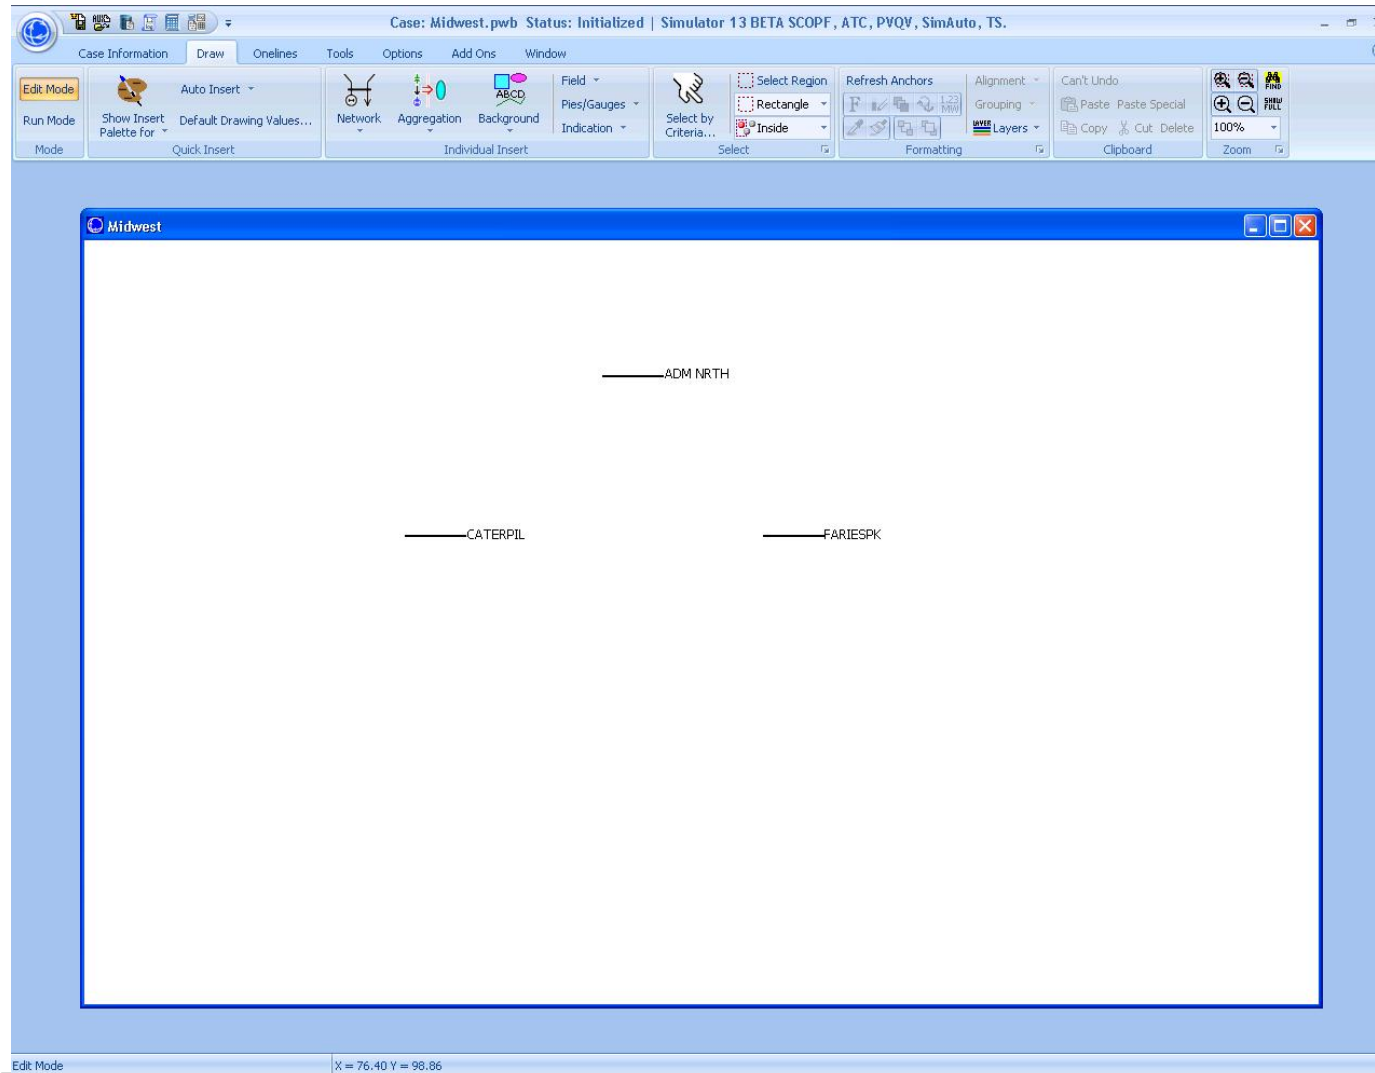 Case: Midwest.pwb Status: Initialized | Simulator 13 BETA SCOPF, ATC, PVQV, SimAuto, TS.
Case Information Draw Onelines Tools Options Add Ons Window
Edit Mode
Run Mode
Mode
Show Insert
Palette for
Auto Insert
Default Drawing Values...
Quick Insert
Network
Aggregation
ABCD
Background
Field
Pies/Gauges
Indication
Individual Insert
Select by
Criteria...
Select Region
Rectangle
Inside
Select
Refresh Anchors
Formatting
Alignment
Grouping
LAYER Layers
Can't Undo
Paste Paste Special
Copy Cut Delete
Clipboard
FIND
SHOW
FULL
100%
Zoom
Midwest
ADM NRTH
CATERPIL
FARIESPK
Edit Mode
X = 76.40 Y = 98.86